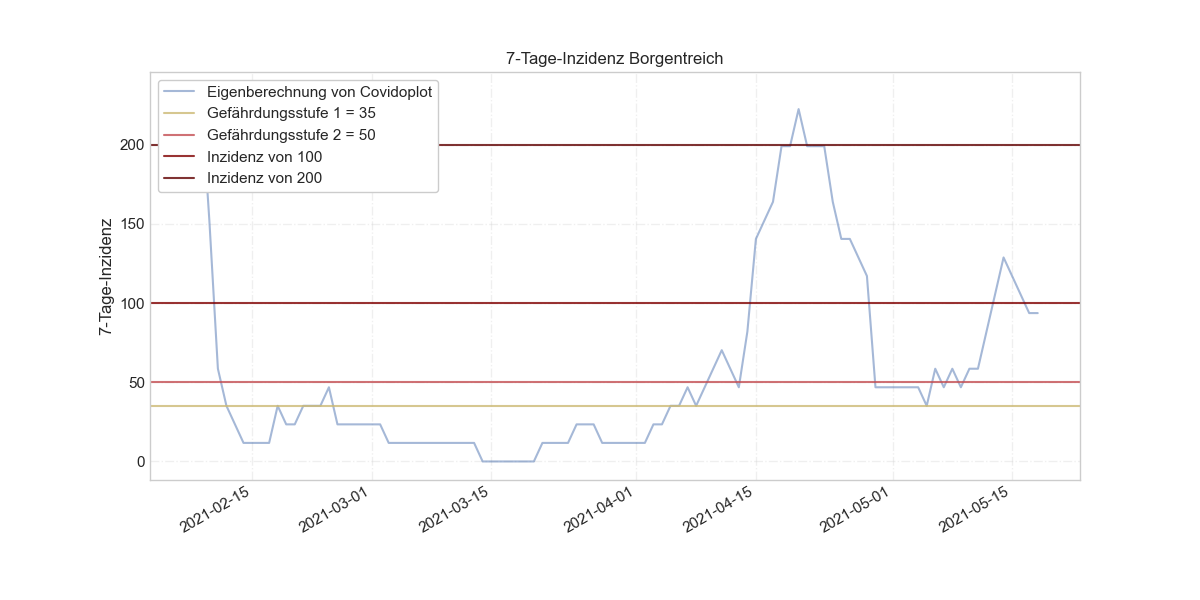 7-Tage-Inzidenz Borgentreich
Eigenberechnung von Covidoplot
Gefährdungsstufe 1 = 35
Gefährdungsstufe 2 = 50
Inzidenz von 100
Inzidenz von 200
7-Tage-Inzidenz
200
150
100
50
0
2021-02-15
2021-03-01
2021-03-15
2021-04-01
2021-04-15
2021-05-01
2021-05-15